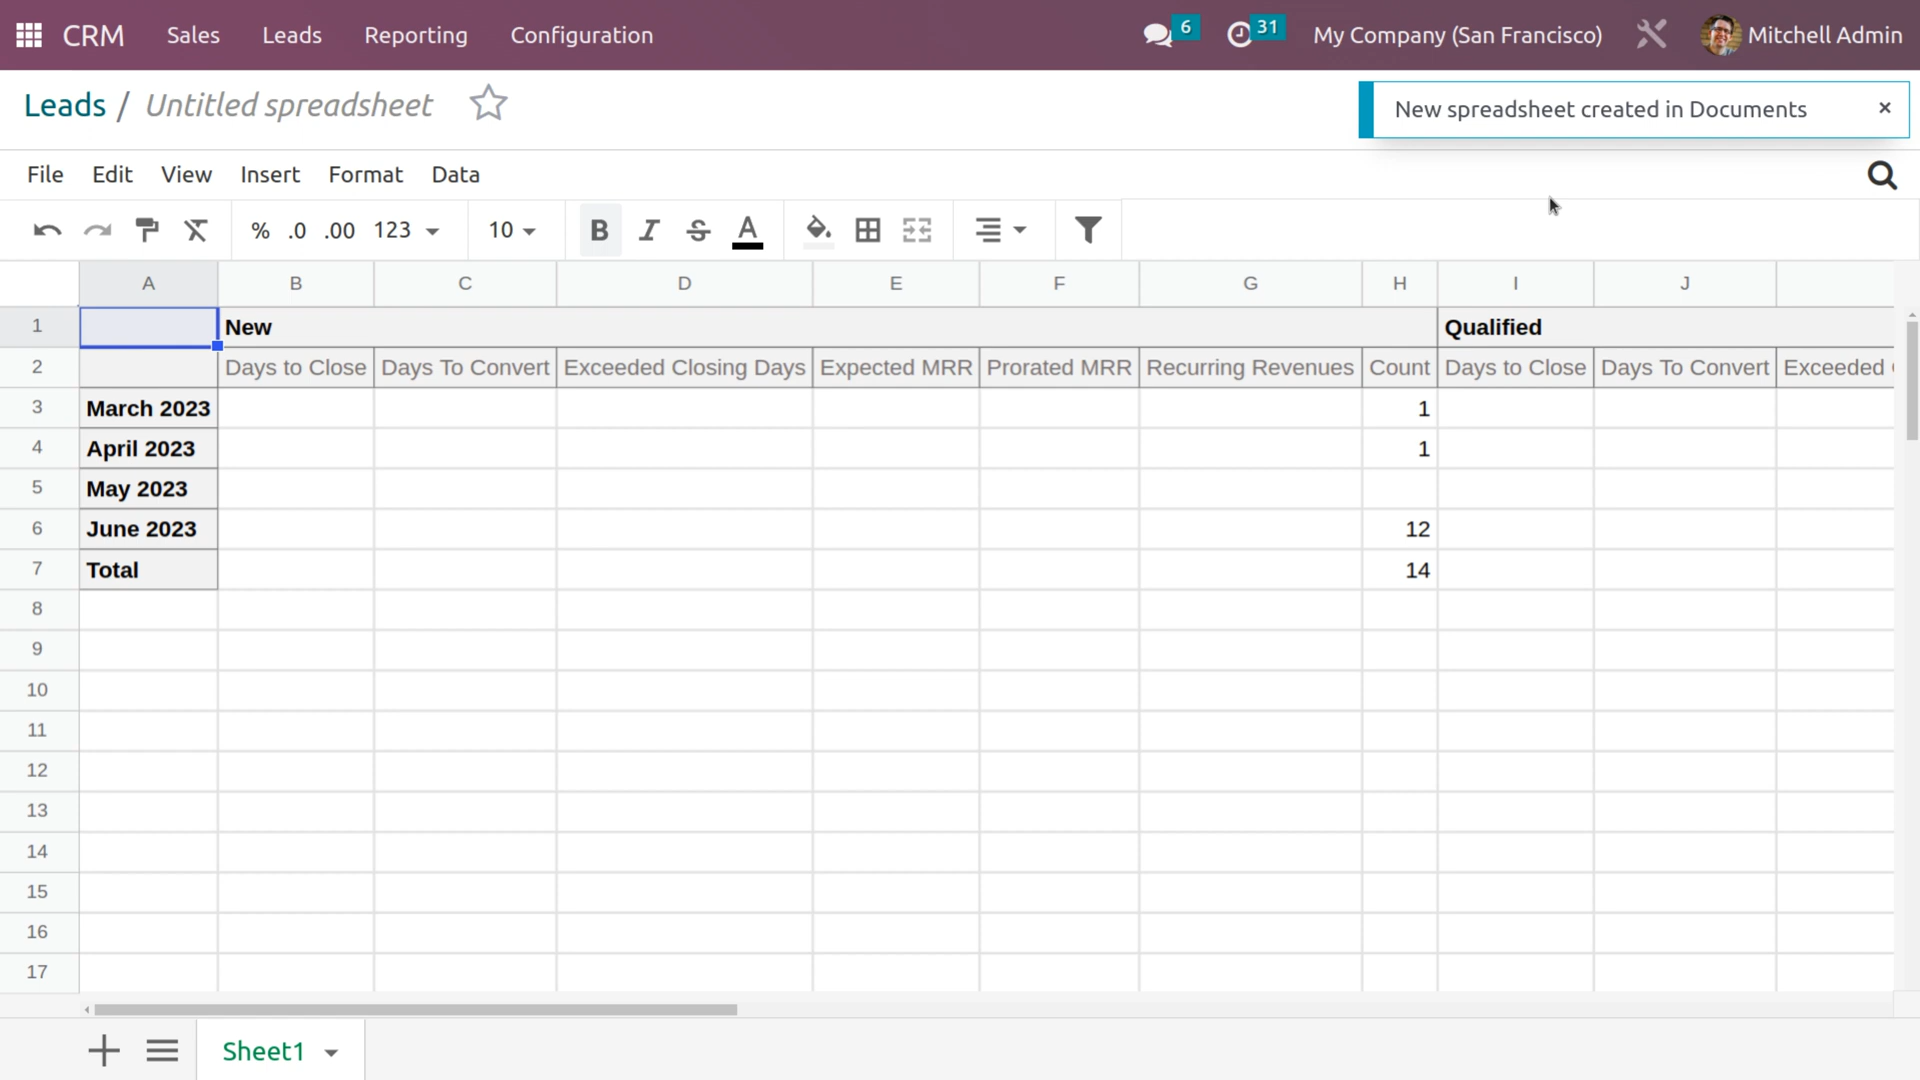 CRM Sales Leads Reporting Configuration 6 31 My Company (San Francisco) Mitchell Admin
Leads / Untitled spreadsheet
New spreadsheet created in Documents ×
File Edit View Insert Format Data
% .0 .00 123 10 B I S A
A B C D E F G H I J
1 New Qualified
2 Days to Close Days To Convert Exceeded Closing Days Expected MRR Prorated MRR Recurring Revenues Count Days to Close Days To Convert Exceeded
3 March 2023 1
4 April 2023 1
5 May 2023
6 June 2023 12
7 Total 14
8
9
10
11
12
13
14
15
16
17
Sheet1